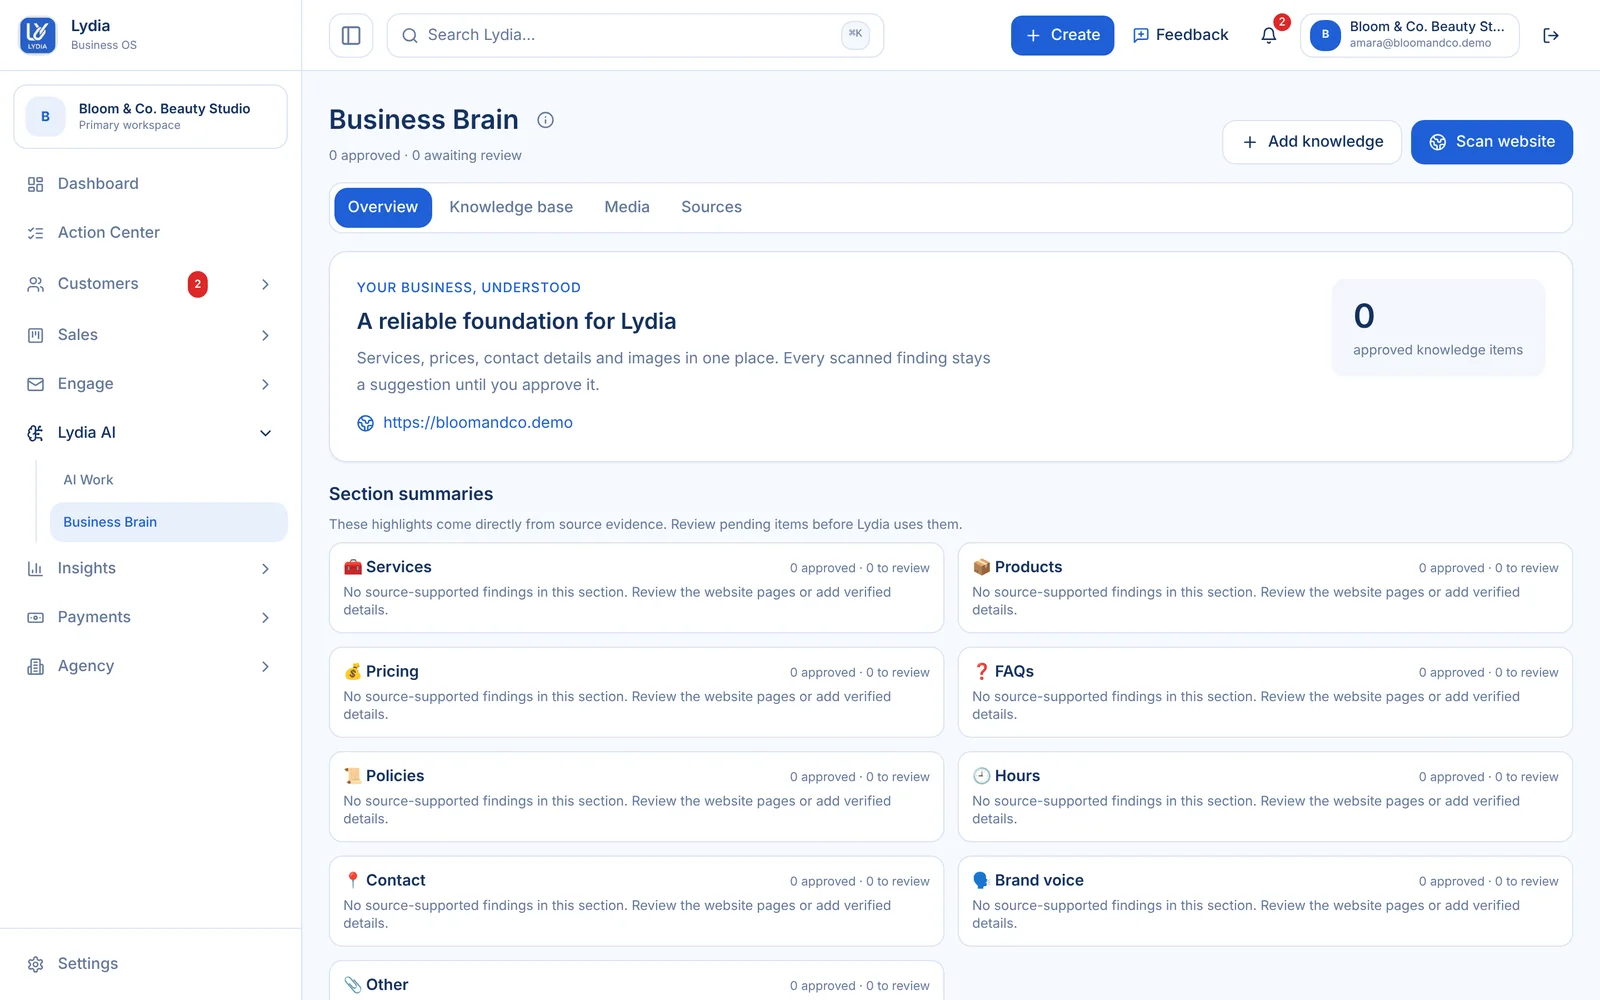 LYDIA
Lydia
Business OS
Search Lydia...
⌘K
Create
Feedback
2
B
Bloom & Co. Beauty St...
amara@bloomandco.demo
B
Bloom & Co. Beauty Studio
Primary workspace
Dashboard
Action Center
Customers
2
Sales
Engage
Lydia AI
AI Work
Business Brain
Insights
Payments
Agency
Settings
Business Brain
0 approved · 0 awaiting review
Add knowledge
Scan website
Overview
Knowledge base
Media
Sources
YOUR BUSINESS, UNDERSTOOD
A reliable foundation for Lydia
Services, prices, contact details and images in one place. Every scanned finding stays
a suggestion until you approve it.
https://bloomandco.demo
0
approved knowledge items
Section summaries
These highlights come directly from source evidence. Review pending items before Lydia uses them.
Services
0 approved · 0 to review
No source-supported findings in this section. Review the website pages or add verified
details.
Products
0 approved · 0 to review
No source-supported findings in this section. Review the website pages or add verified
details.
Pricing
0 approved · 0 to review
No source-supported findings in this section. Review the website pages or add verified
details.
FAQs
0 approved · 0 to review
No source-supported findings in this section. Review the website pages or add verified
details.
Policies
0 approved · 0 to review
No source-supported findings in this section. Review the website pages or add verified
details.
Hours
0 approved · 0 to review
No source-supported findings in this section. Review the website pages or add verified
details.
Contact
0 approved · 0 to review
No source-supported findings in this section. Review the website pages or add verified
details.
Brand voice
0 approved · 0 to review
No source-supported findings in this section. Review the website pages or add verified
details.
Other
0 approved · 0 to review